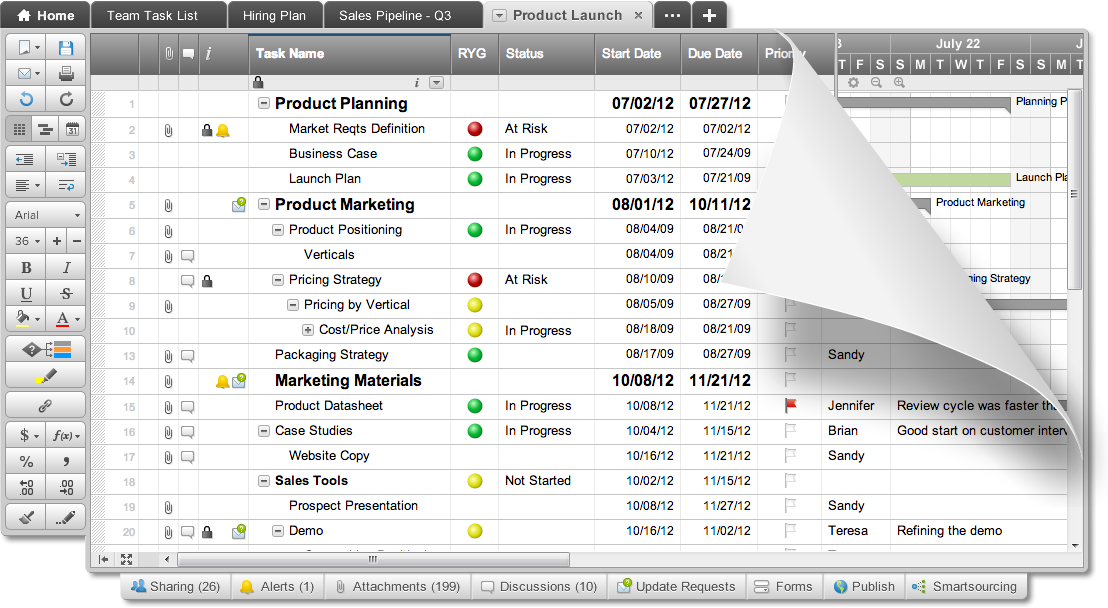 Home Team Task List Hiring Plan Sales Pipeline - Q3 Product Launch
Task Name RYG Status Start Date Due Date July 22
T F S S M T W T F S S M T
1 Product Planning 07/02/12 07/27/12 Planning P
2 Market Reqts Definition At Risk 07/02/12 07/02/12
3 Business Case In Progress 07/10/12 07/24/09
4 Launch Plan In Progress 07/03/12 07/21/09 Launch Pla
5 Product Marketing 08/01/12 10/11/12 Product Marketing
6 Product Positioning In Progress 08/04/09 08/21/0
7 Verticals 08/04/09 08/21
8 Pricing Strategy At Risk 08/10/09 08/ ing Strategy
9 Pricing by Vertical 08/05/09 08/27/09
10 Cost/Price Analysis In Progress 08/18/09 08/21/09
13 Packaging Strategy 08/17/09 08/27/09 Sandy
14 Marketing Materials 10/08/12 11/21/12
15 Product Datasheet In Progress 10/08/12 11/21/12 Jennifer Review cycle was faster tha
16 Case Studies In Progress 10/04/12 11/15/12 Brian Good start on customer interv
17 Website Copy 10/16/12 11/21/12 Sandy
18 Sales Tools Not Started 10/02/12 11/15/12
19 Prospect Presentation 10/08/12 11/27/12 Sandy
20 Demo 10/16/12 11/02/12 Teresa Refining the demo
31
Arial
36
B I
U S
A
$ f(x)
% ,
.00 .00
Sharing (26) Alerts (1) Attachments (199) Discussions (10) Update Requests Forms Publish Smartsourcing